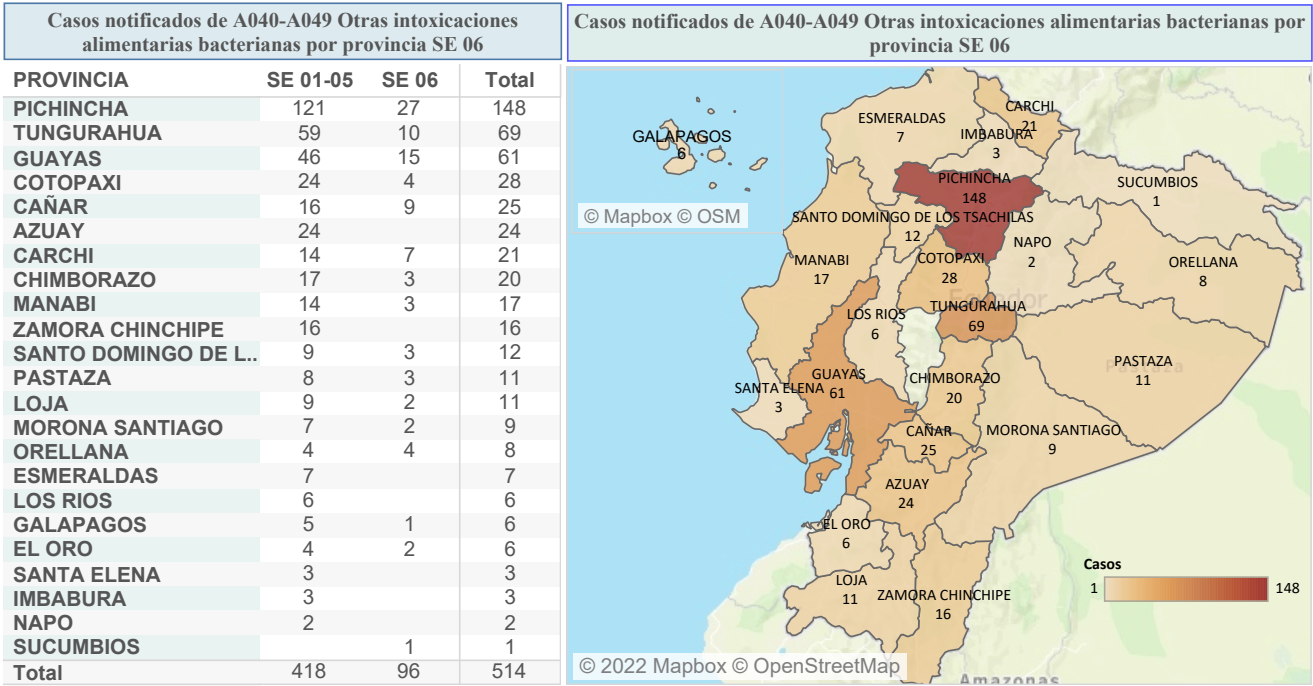 Casos notificados de A040-A049 Otras intoxicaciones
alimentarias bacterianas por provincia SE 06
PROVINCIA SE 01-05 SE 06 Total
PICHINCHA 121 27 148
TUNGURAHUA 59 10 69
GUAYAS 46 15 61
COTOPAXI 24 4 28
CAÑAR 16 9 25
AZUAY 24 24
CARCHI 14 7 21
CHIMBORAZO 17 3 20
MANABI 14 3 17
ZAMORA CHINCHIPE 16 16
SANTO DOMINGO DE L.. 9 3 12
PASTAZA 8 3 11
LOJA 9 2 11
MORONA SANTIAGO 7 2 9
ORELLANA 4 4 8
ESMERALDAS 7 7
LOS RIOS 6 6
GALAPAGOS 5 1 6
EL ORO 4 2 6
SANTA ELENA 3 3
IMBABURA 3 3
NAPO 2 2
SUCUMBIOS 1 1
Total 418 96 514
Casos notificados de A040-A049 Otras intoxicaciones alimentarias bacterianas por
provincia SE 06
GALAPAGOS
6
© Mapbox © OSM
ESMERALDAS
7
CARCHI
21
IMBABURA
3
PICHINCHA
148
SUCUMBIOS
1
SANTO DOMINGO DE LOS TSACHILAS
12
NAPO
2
MANABI
17
COTOPAXI
28
ORELLANA
8
Ecuador
TUNGURAHUA
69
LOS RIOS
6
PASTAZA
Pastaza
11
GUAYAS
61
CHIMBORAZO
20
SANTA ELENA
3
CAÑAR
25
MORONA SANTIAGO
9
AZUAY
24
EL ORO
6
LOJA
11
ZAMORA CHINCHIPE
16
Casos
1 148
© 2022 Mapbox © OpenStreetMap
Amazonas